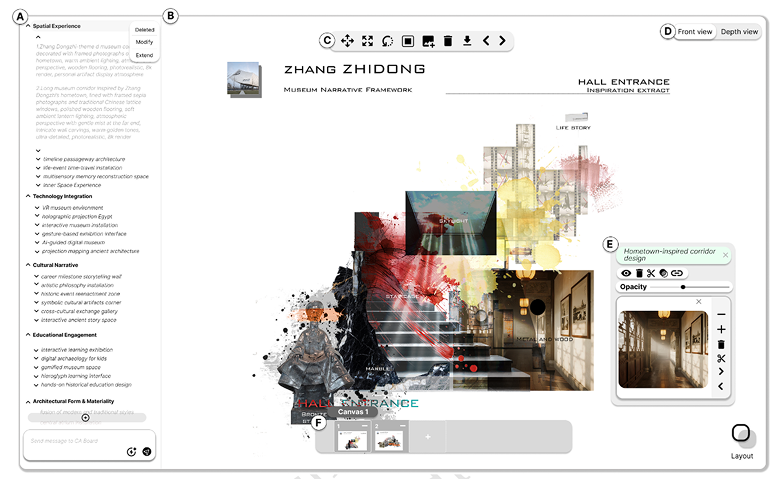 A
Spatial Experience
Deleted
Modify
Extend
1.Zhang Dongzhi theme d museum cor
decorated with framed photographs o
hometown, warm ambient lighting, atm
perspective, wooden flooring, photorealistic, 8k
render, personal artifact display atmosphere
2.Long museum corridor inspired by Zhang
Dongzhi's hometown, lined with framed sepia
photographs and traditional Chinese lattice
windows, polished wooden flooring, soft
ambient lantern lighting, atmospheric
perspective with gentle mist at the far end,
intricate wall carvings, warm golden tones,
ultra-detailed, photorealistic, 8k render
timeline passageway architecture
life-event time-travel installation
multisensory memory reconstruction space
Inner Space Experience
Technology Integration
VR museum environment
holographic projection Egypt
interactive museum installation
gesture-based exhibition interface
AI-guided digital museum
projection mapping ancient architecture
Cultural Narrative
career milestone storytelling wall
artistic philosophy installation
historic event reenactment zone
symbolic cultural artifacts corner
cross-cultural exchange gallery
interactive ancient story space
Educational Engagement
interactive learning exhibition
digital archaeology for kids
gamified museum space
hieroglyph learning interface
hands-on historical education design
Architectural Form & Materiality
fusion of modern and traditional styles
Send message to CA Board
B
C
D
Front view
Depth view
ZHANG ZHIDONG
MUSEUM NARRATIVE FRAMEWORK
HALL ENTRANCE
INSPIRATION EXTRACT
LIFE STORY
SKYLIGHT
STAIRCASE
METAL AND WOOD
MARBLE
HALL ENTRANCE
BRONZE
E
Hometown-inspired corridor
design
Opacity
F
Canvas 1
1
2
Layout